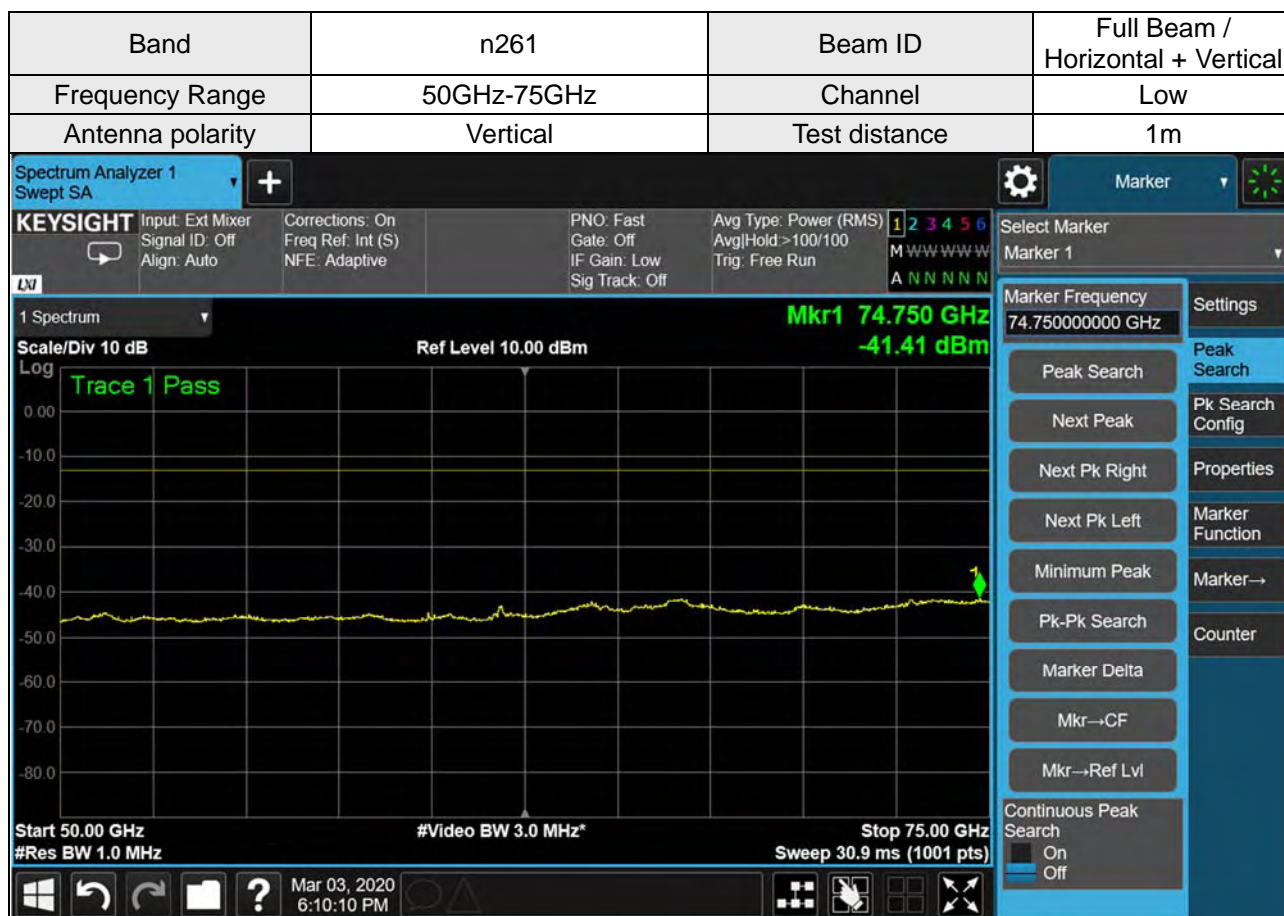 Band n261 Beam ID Full Beam /
Horizontal + Vertical
Frequency Range 50GHz-75GHz Channel Low
Antenna polarity Vertical Test distance 1m
Spectrum Analyzer 1
Swept SA
+
Marker
KEYSIGHT
LXI
Input: Ext Mixer
Signal ID: Off
Align: Auto
Corrections: On
Freq Ref: Int (S)
NFE: Adaptive
PNO: Fast
Gate: Off
IF Gain: Low
Sig Track: Off
Avg Type: Power (RMS)
Avg|Hold:>100/100
Trig: Free Run
1 2 3 4 5 6
M W W W W W
A N N N N N
Select Marker
Marker 1
1 Spectrum
Mkr1 74.750 GHz
-41.41 dBm
Scale/Div 10 dB
Ref Level 10.00 dBm
Log
Trace 1 Pass
0.00
-10.0
-20.0
-30.0
-40.0
-50.0
-60.0
-70.0
-80.0
1
Start 50.00 GHz
#Video BW 3.0 MHz*
Stop 75.00 GHz
#Res BW 1.0 MHz
Sweep 30.9 ms (1001 pts)
Marker Frequency
74.750000000 GHz
Peak Search
Next Peak
Next Pk Right
Next Pk Left
Minimum Peak
Pk-Pk Search
Marker Delta
Mkr→CF
Mkr→Ref Lvl
Continuous Peak
Search
On
Off
Settings
Peak
Search
Pk Search
Config
Properties
Marker
Function
Marker→
Counter
?
Mar 03, 2020
6:10:10 PM